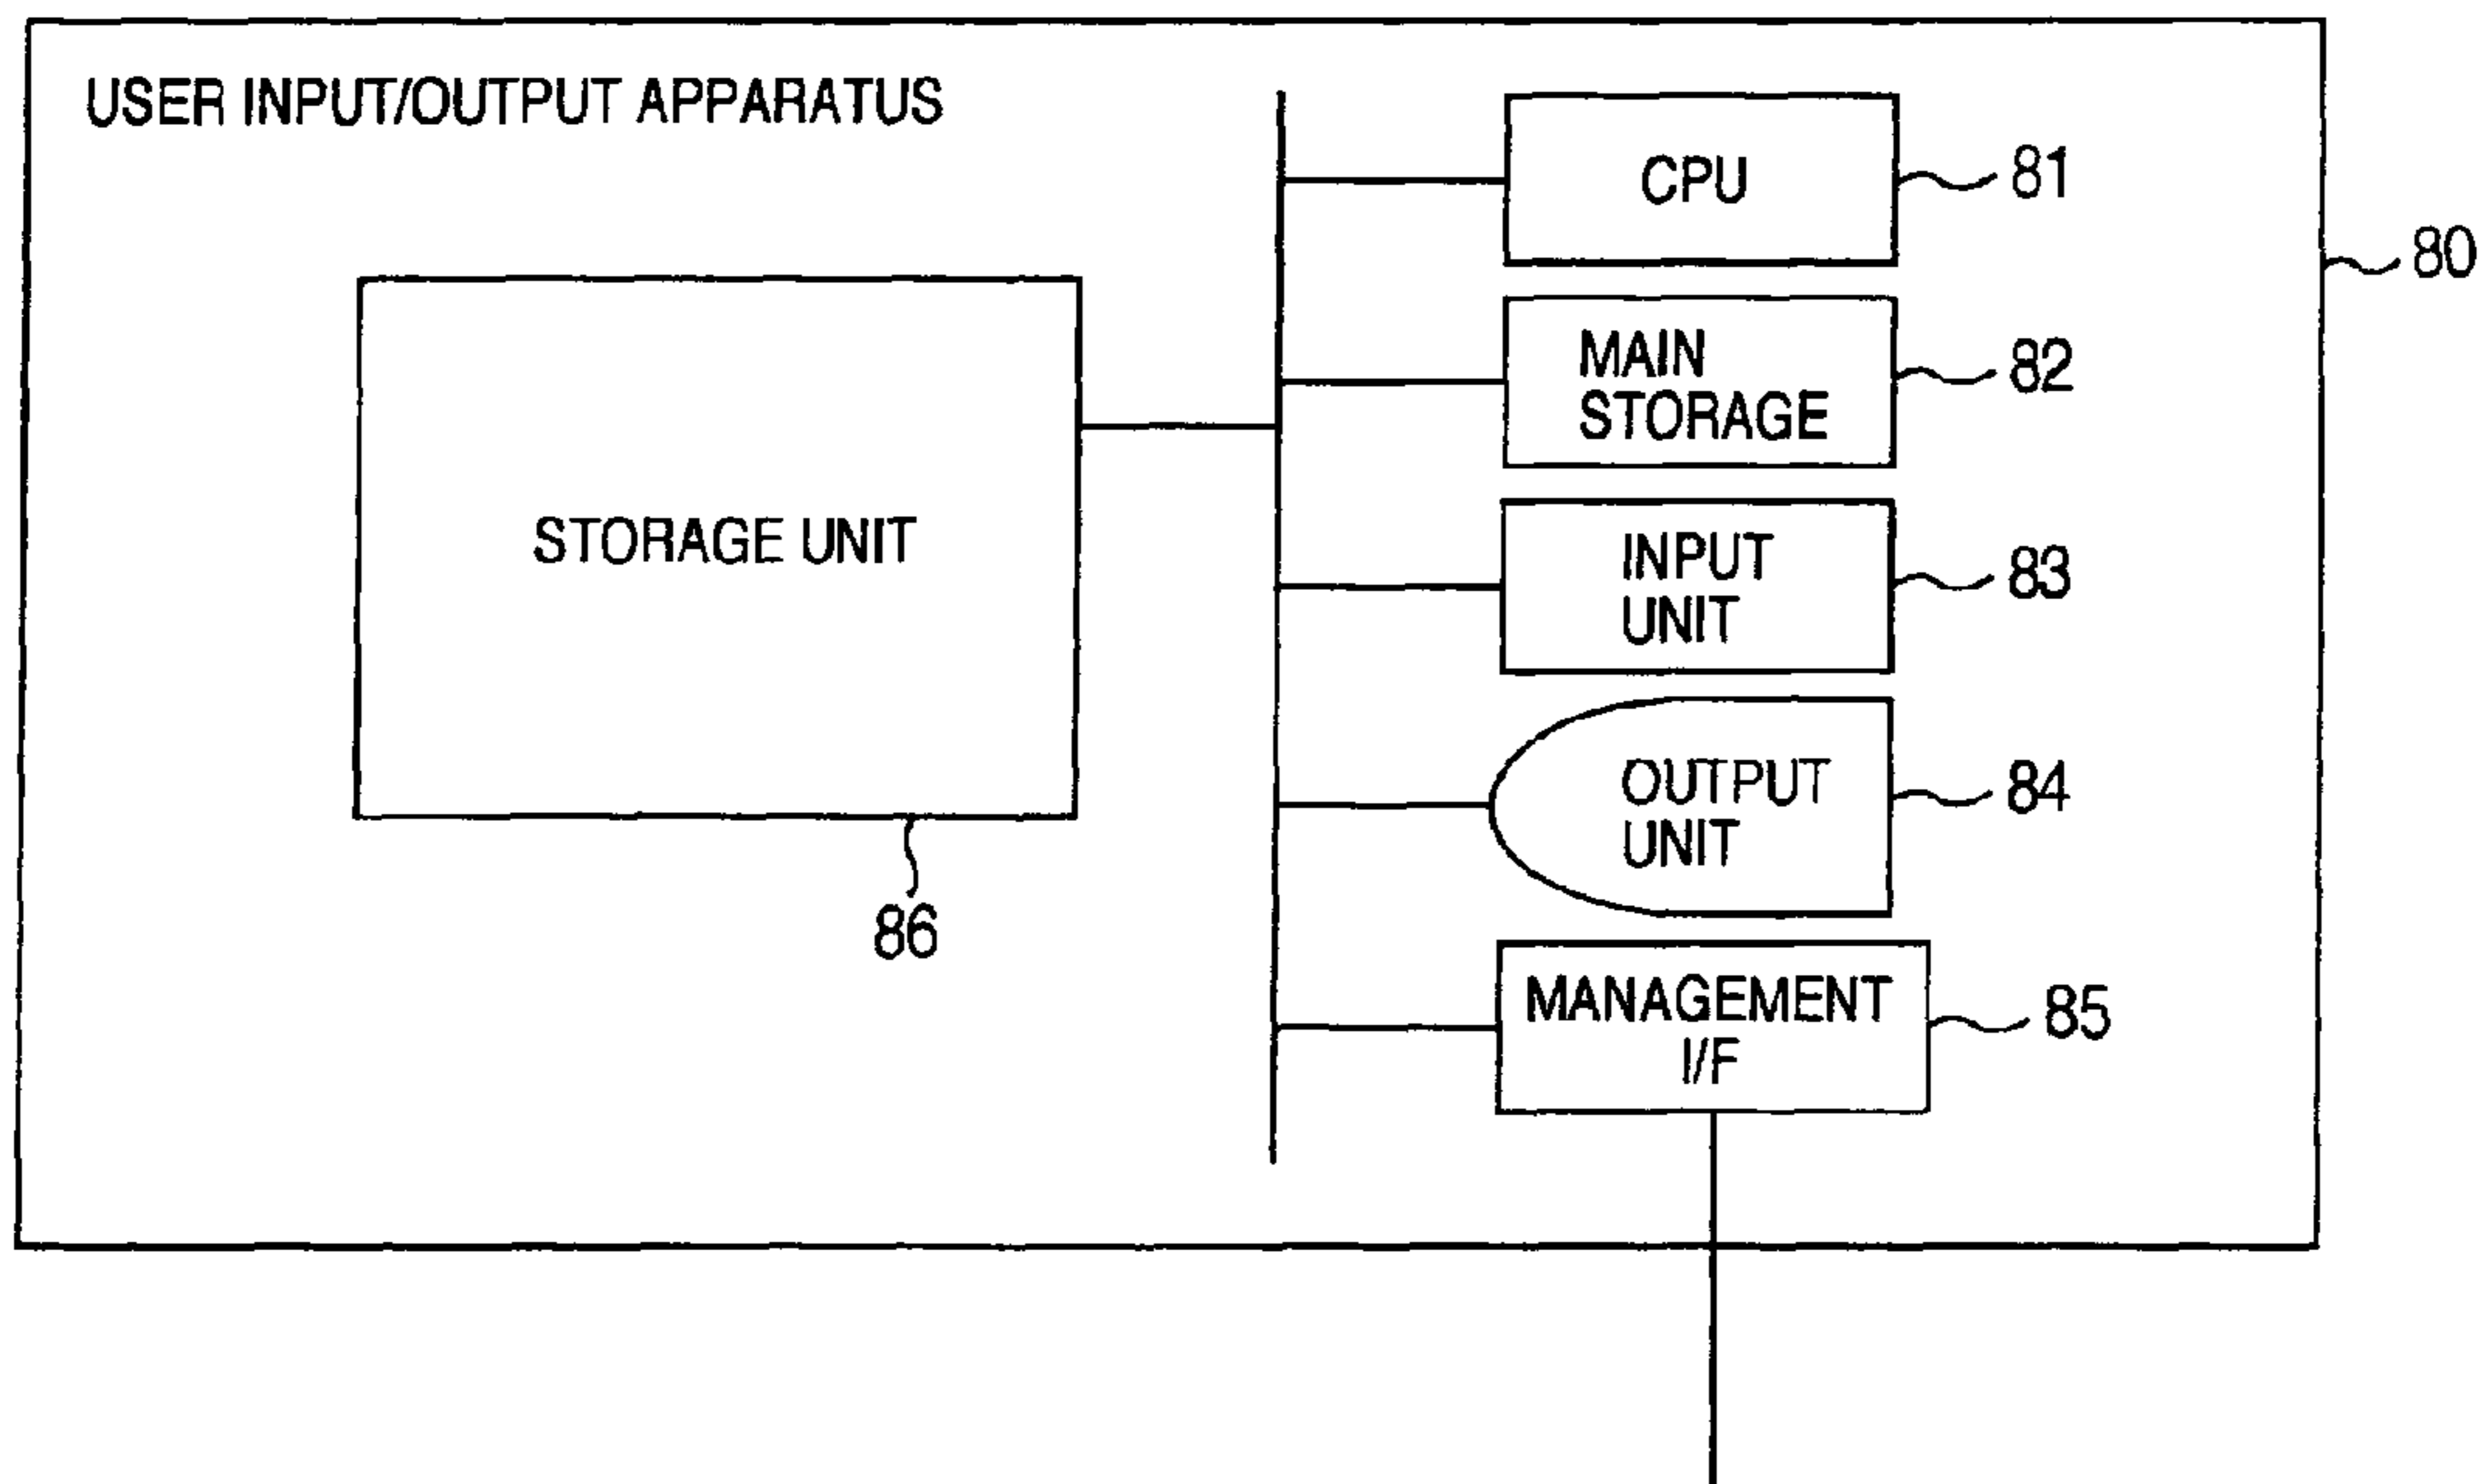 USER INPUT/OUTPUT APPARATUS
CPU
81
80
MAIN
STORAGE
82
STORAGE UNIT
INPUT
UNIT
83
OUTPUT
UNIT
84
86
MANAGEMENT
I/F
85